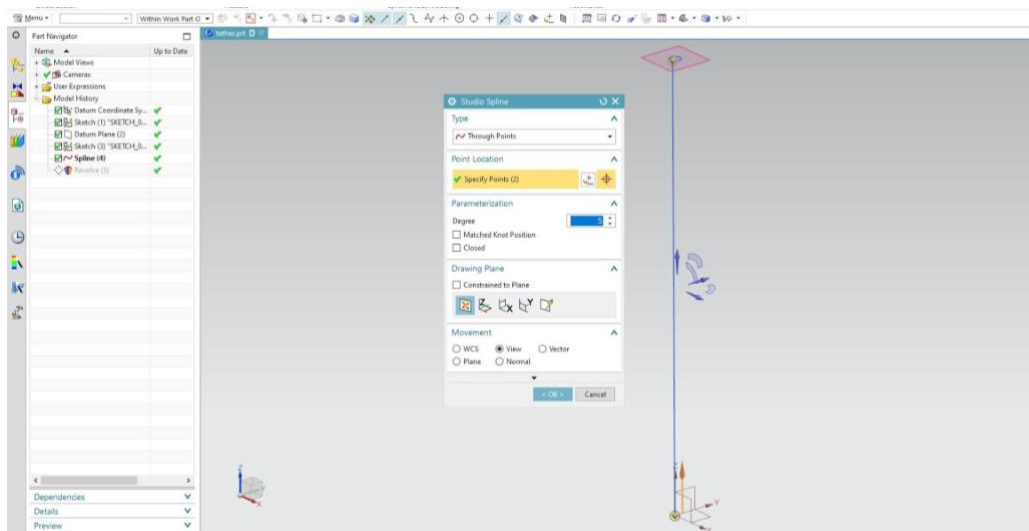 Menu
Within Work Part O
Part Navigator
Name
Up to Date
Model Views
Cameras
User Expressions
Model History
Datum Coordinate Sy...
Sketch (1) "SKETCH_0...
Datum Plane (2)
Sketch (3) "SKETCH_0...
Spline (4)
Revolve (5)
Dependencies
Details
Preview
tether.prt
Studio Spline
Type
Through Points
Point Location
Specify Points (2)
Parameterization
Degree
5
Matched Knot Position
Closed
Drawing Plane
Constrained to Plane
Z
X
Y
Movement
WCS
View
Vector
Plane
Normal
< OK >
Cancel
Z
X
Z
Y